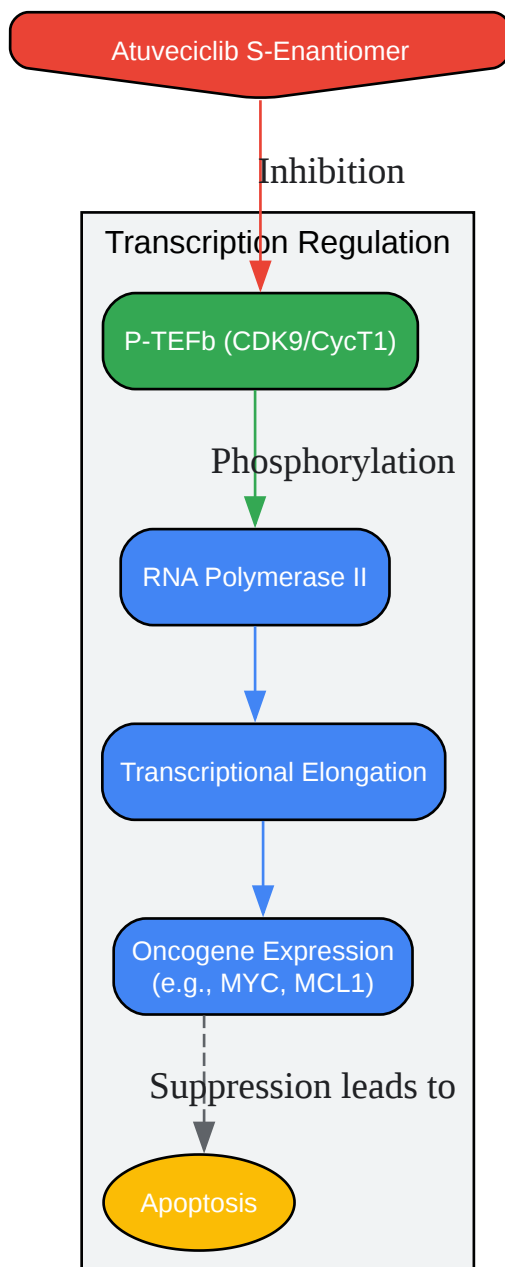 Atuveciclib S-Enantiomer
Inhibition
Transcription Regulation
P-TEFb (CDK9/CycT1)
Phosphorylation
RNA Polymerase II
Transcriptional Elongation
Oncogene Expression
(e.g., MYC, MCL1)
Suppression leads to
Apoptosis